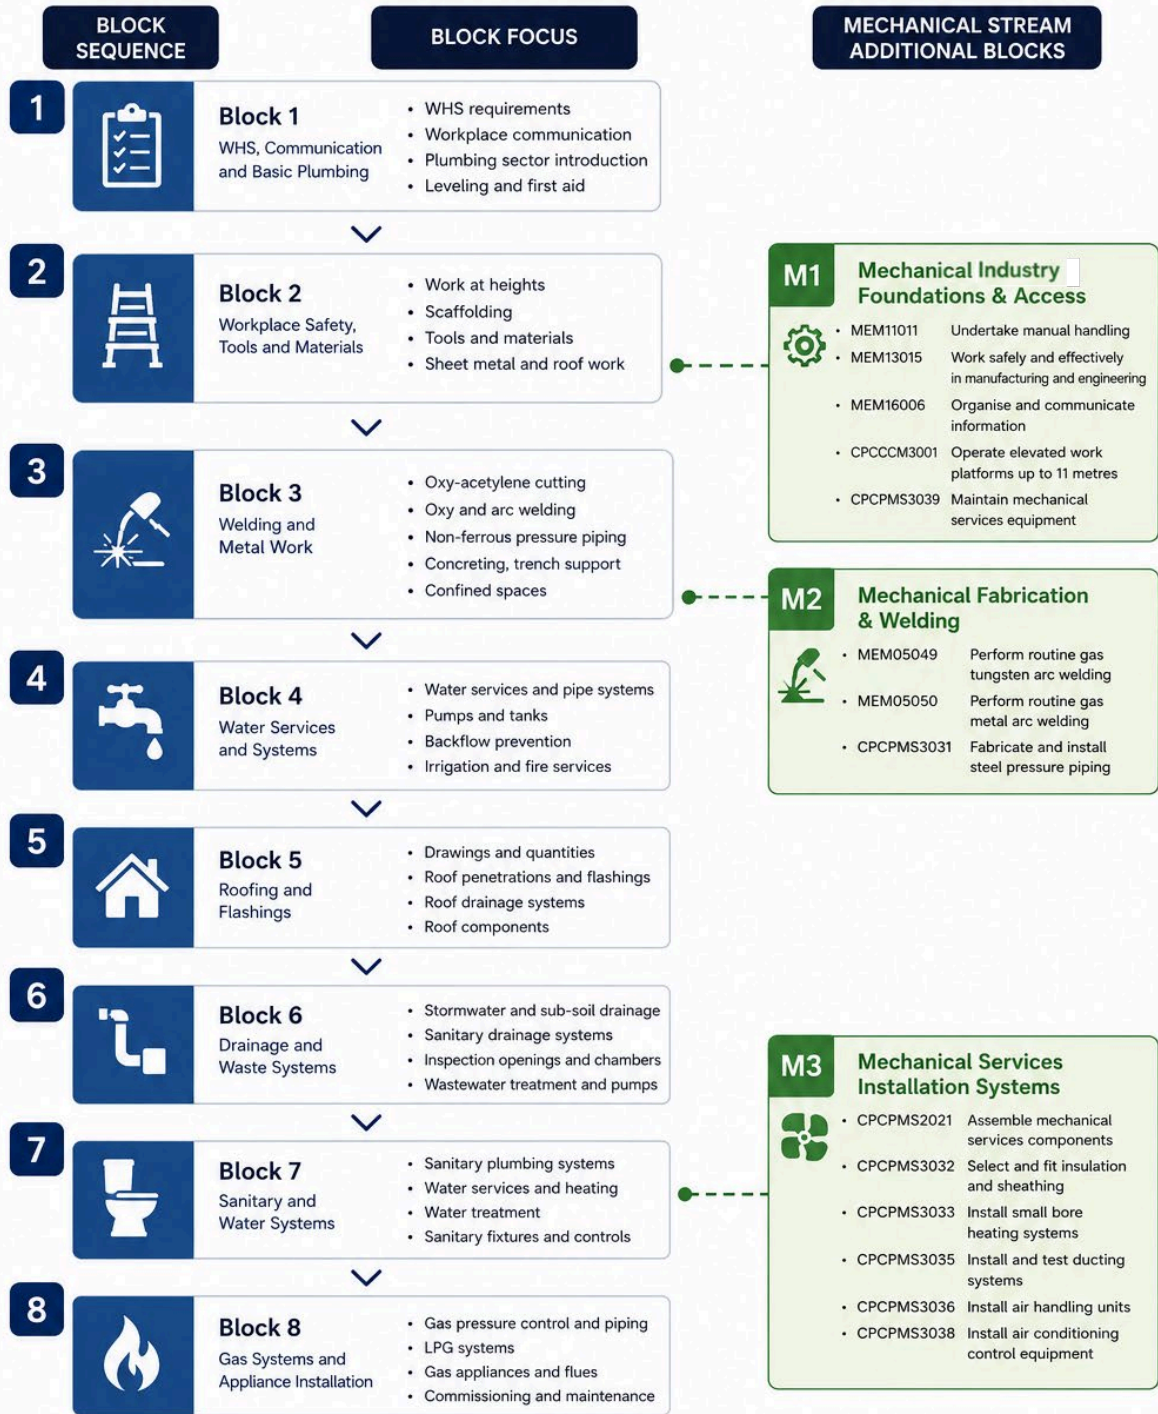 BLOCK
SEQUENCE
BLOCK FOCUS
MECHANICAL STREAM
ADDITIONAL BLOCKS
1
Block 1
WHS, Communication
and Basic Plumbing
• WHS requirements
• Workplace communication
• Plumbing sector introduction
• Leveling and first aid
2
Block 2
Workplace Safety,
Tools and Materials
• Work at heights
• Scaffolding
• Tools and materials
• Sheet metal and roof work
M1
Mechanical Industry
Foundations & Access
• MEM11011 Undertake manual handling
• MEM13015 Work safely and effectively
in manufacturing and engineering
• MEM16006 Organise and communicate
information
• CPCCCM3001 Operate elevated work
platforms up to 11 metres
• CPCPMS3039 Maintain mechanical
services equipment
3
Block 3
Welding and
Metal Work
• Oxy-acetylene cutting
• Oxy and arc welding
• Non-ferrous pressure piping
• Concreting, trench support
• Confined spaces
M2
Mechanical Fabrication
& Welding
• MEM05049 Perform routine gas
tungsten arc welding
• MEM05050 Perform routine gas
metal arc welding
• CPCPMS3031 Fabricate and install
steel pressure piping
4
Block 4
Water Services
and Systems
• Water services and pipe systems
• Pumps and tanks
• Backflow prevention
• Irrigation and fire services
5
Block 5
Roofing and
Flashings
• Drawings and quantities
• Roof penetrations and flashings
• Roof drainage systems
• Roof components
6
Block 6
Drainage and
Waste Systems
• Stormwater and sub-soil drainage
• Sanitary drainage systems
• Inspection openings and chambers
• Wastewater treatment and pumps
7
Block 7
Sanitary and
Water Systems
• Sanitary plumbing systems
• Water services and heating
• Water treatment
• Sanitary fixtures and controls
M3
Mechanical Services
Installation Systems
• CPCPMS2021 Assemble mechanical
services components
• CPCPMS3032 Select and fit insulation
and sheathing
• CPCPMS3033 Install small bore
heating systems
• CPCPMS3035 Install and test ducting
systems
• CPCPMS3036 Install air handling units
• CPCPMS3038 Install air conditioning
control equipment
8
Block 8
Gas Systems and
Appliance Installation
• Gas pressure control and piping
• LPG systems
• Gas appliances and flues
• Commissioning and maintenance